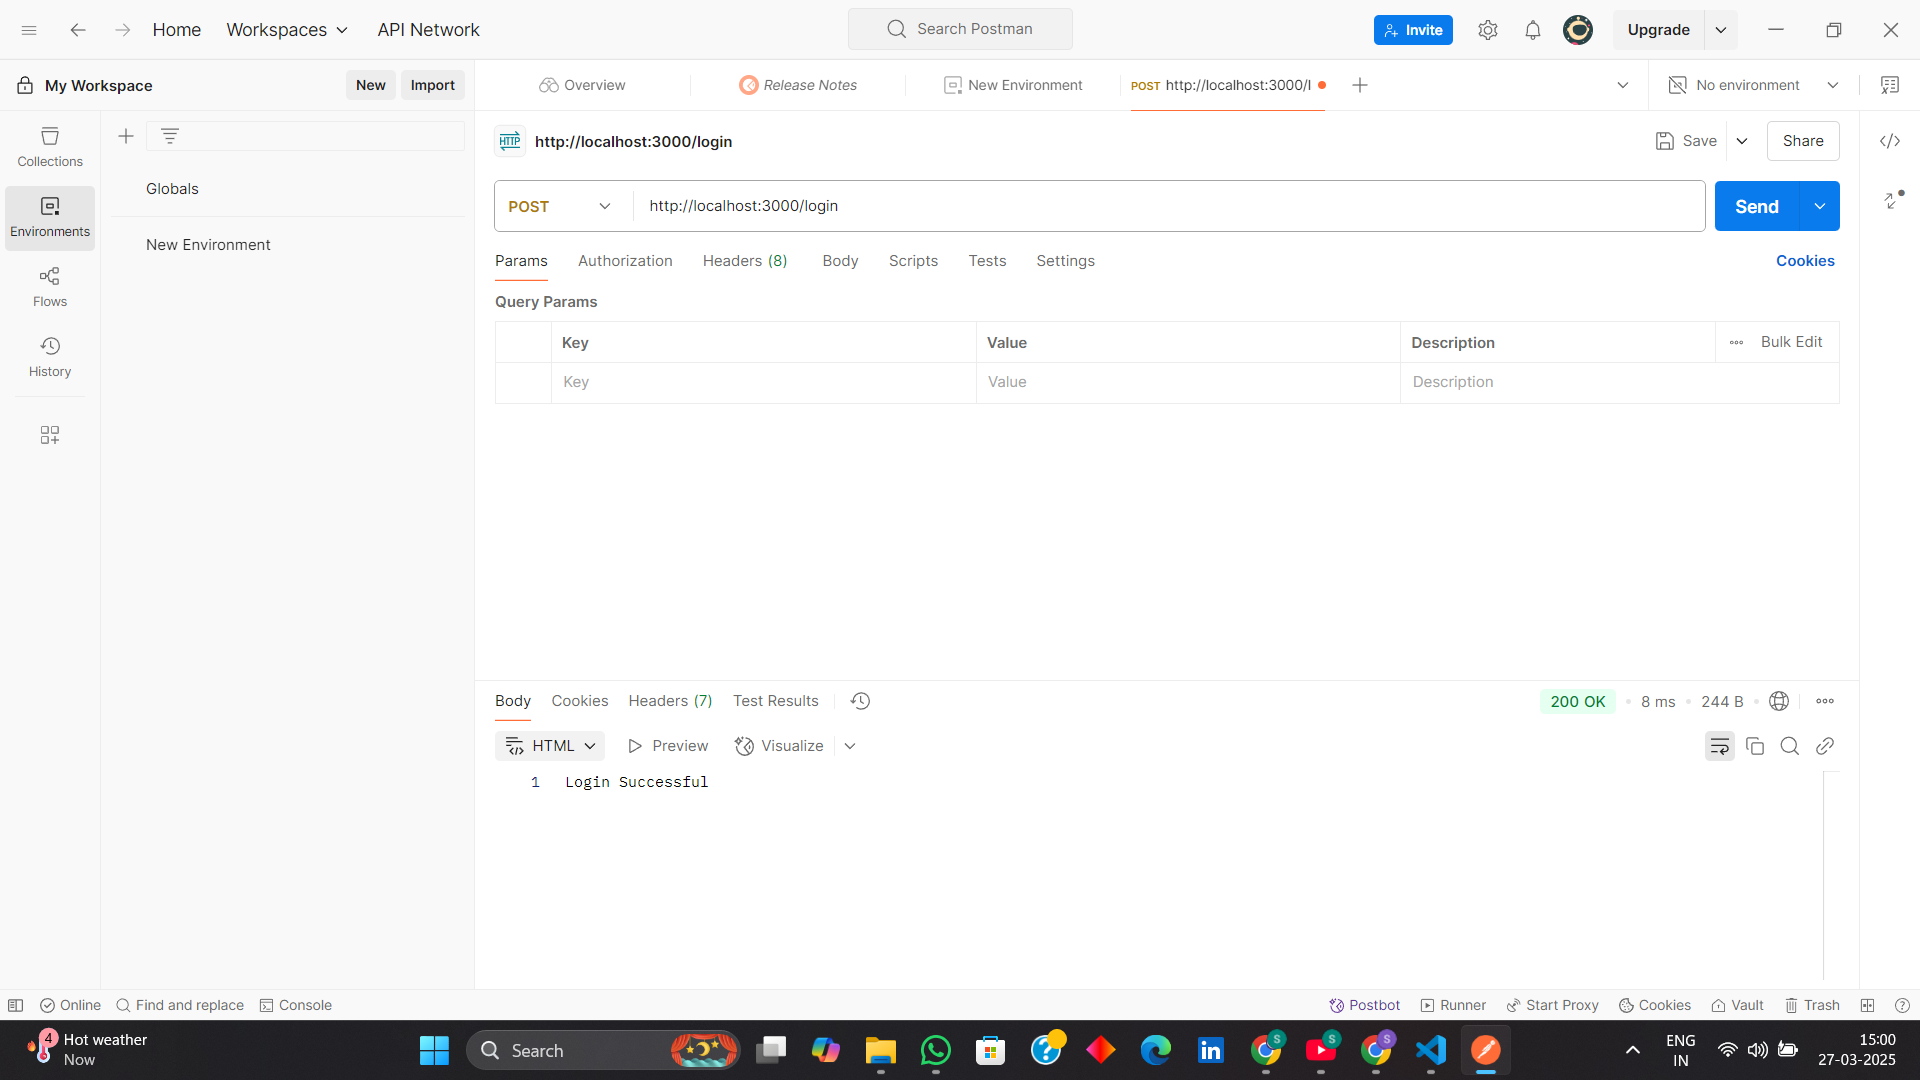 Home
Workspaces
API Network
Search Postman
Invite
Upgrade
My Workspace
New
Import
Overview
Release Notes
New Environment
POST http://localhost:3000/l
No environment
Collections
Environments
Flows
History
Globals
New Environment
HTTP
http://localhost:3000/login
Save
Share
POST
http://localhost:3000/login
Send
Params
Authorization
Headers (8)
Body
Scripts
Tests
Settings
Cookies
Query Params
Key
Value
Description
Bulk Edit
Key
Value
Description
Body
Cookies
Headers (7)
Test Results
200 OK
8 ms
244 B
HTML
Preview
Visualize
1 Login Successful
Online
Find and replace
Console
Postbot
Runner
Start Proxy
Cookies
Vault
Trash
4
Hot weather
Now
Search
S
S
S
ENG
IN
15:00
27-03-2025